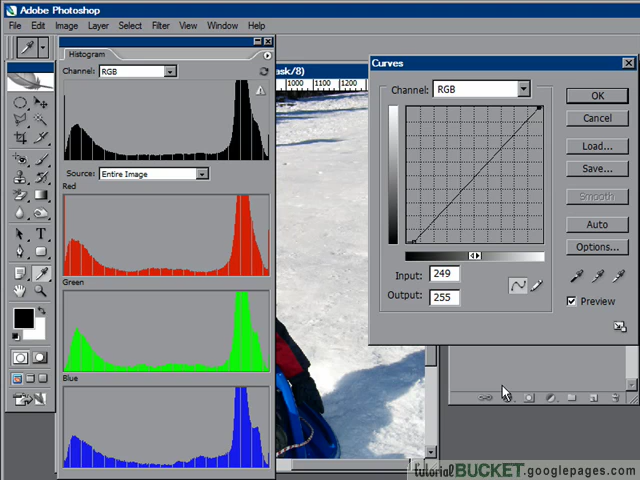 Adobe Photoshop
File Edit Image Layer Select Filter View Window Help
Histogram
Channel: RGB
Source: Entire Image
Red
Green
Blue
ask/8)
1000 1100 1200
Curves
Channel: RGB
Input: 249
Output: 255
OK
Cancel
Load...
Save...
Smooth
Auto
Options...
Preview
tutorialBUCKET.googlepages.com